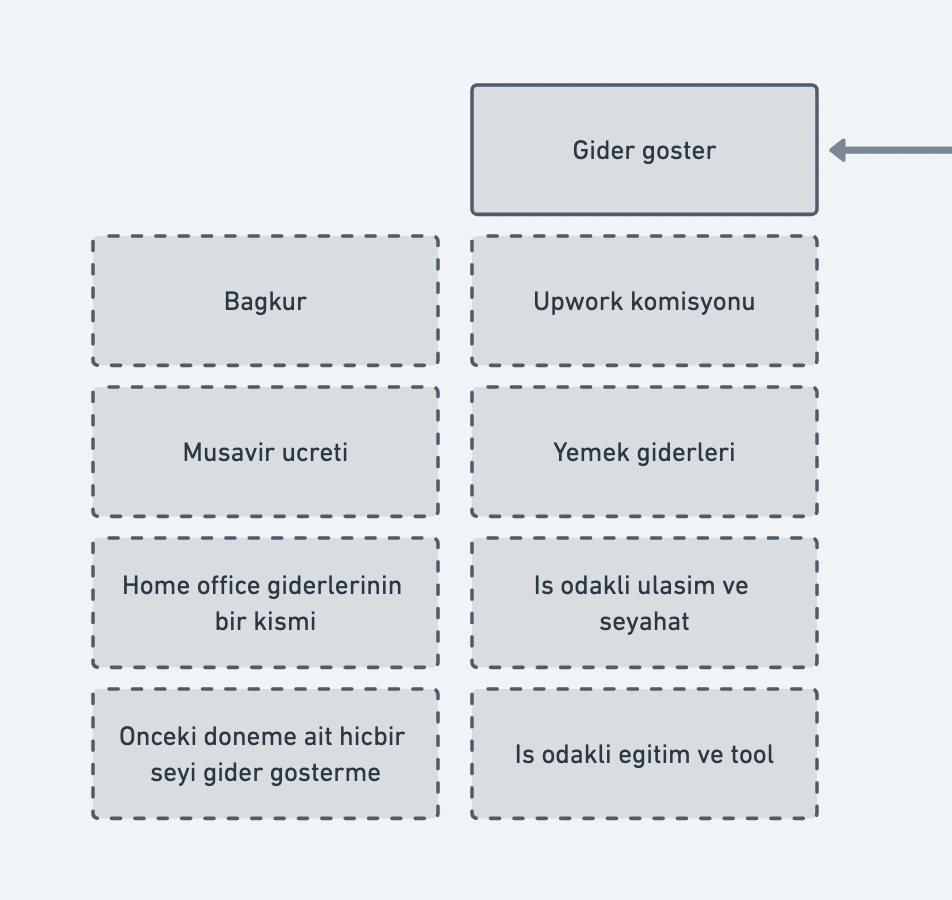 Gider goster
Bagkur
Upwork komisyonu
Musavir ucreti
Yemek giderleri
Home office giderlerinin
bir kismi
Is odakli ulasim ve
seyahat
Onceki doneme ait hicbir
seyi gider gosterme
Is odakli egitim ve tool